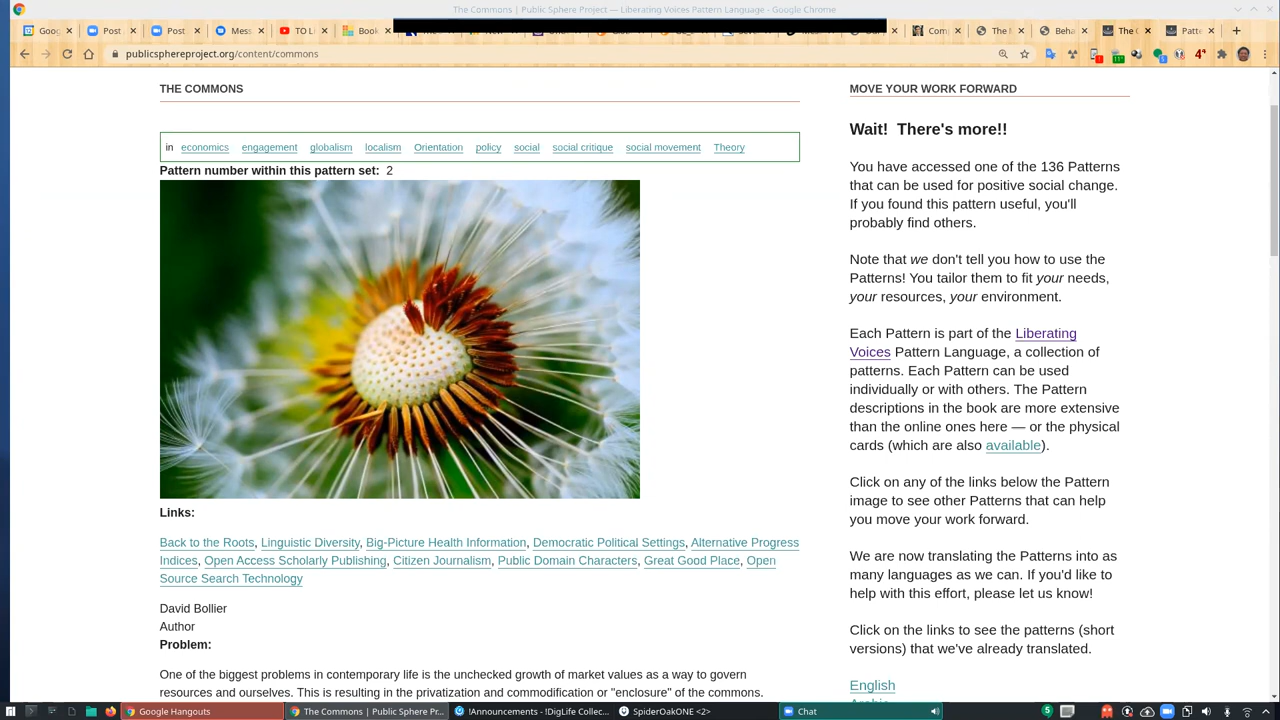 The Commons | Public Sphere Project — Liberating Voices Pattern Language - Google Chrome
Goog
Post
Post
Mess
TO Li
Book
Com
The I
Beha
The C
Patte
publicsphereproject.org/content/commons
THE COMMONS
in economics engagement globalism localism Orientation policy social social critique social movement Theory
Pattern number within this pattern set: 2
Links:
Back to the Roots, Linguistic Diversity, Big-Picture Health Information, Democratic Political Settings, Alternative Progress
Indices, Open Access Scholarly Publishing, Citizen Journalism, Public Domain Characters, Great Good Place, Open
Source Search Technology
David Bollier
Author
Problem:
One of the biggest problems in contemporary life is the unchecked growth of market values as a way to govern
resources and ourselves. This is resulting in the privatization and commodification or "enclosure" of the commons.
MOVE YOUR WORK FORWARD
Wait! There's more!!
You have accessed one of the 136 Patterns
that can be used for positive social change.
If you found this pattern useful, you'll
probably find others.
Note that we don't tell you how to use the
Patterns! You tailor them to fit your needs,
your resources, your environment.
Each Pattern is part of the Liberating
Voices Pattern Language, a collection of
patterns. Each Pattern can be used
individually or with others. The Pattern
descriptions in the book are more extensive
than the online ones here — or the physical
cards (which are also available).
Click on any of the links below the Pattern
image to see other Patterns that can help
you move your work forward.
We are now translating the Patterns into as
many languages as we can. If you'd like to
help with this effort, please let us know!
Click on the links to see the patterns (short
versions) that we've already translated.
English
Google Hangouts
The Commons | Public Sphere Pr...
!Announcements - !DigLife Collec...
SpiderOakONE <2>
Chat
5